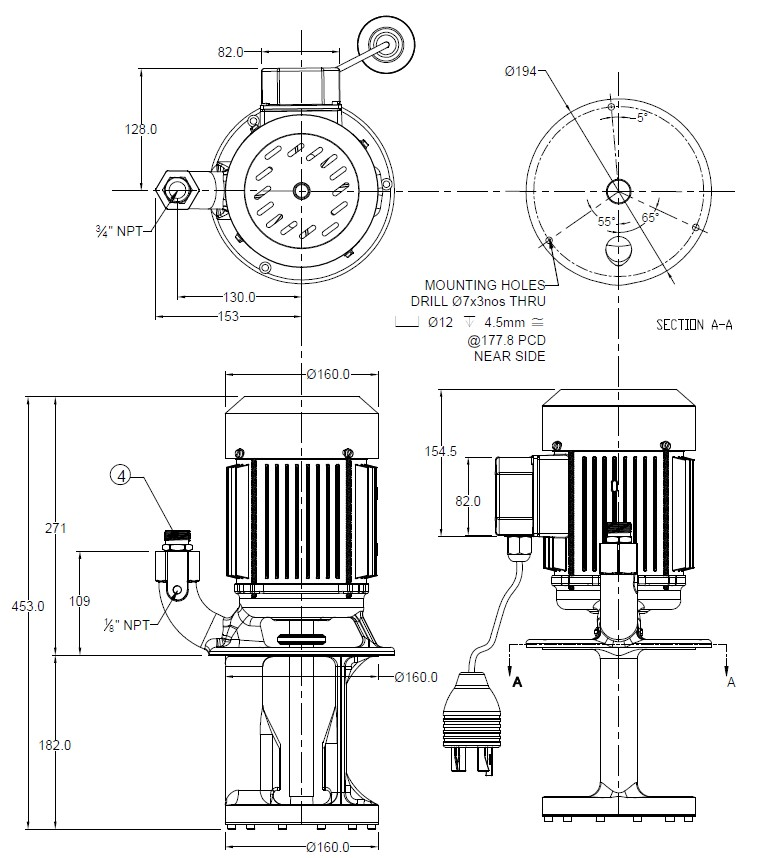 82.0
Ø194
128.0
5°
¾" NPT
55°
65°
130.0
153
MOUNTING HOLES
DRILL Ø7x3nos THRU
Ø12 4.5mm ≅
@177.8 PCD
NEAR SIDE
SECTION A-A
Ø160.0
154.5
4
82.0
271
453.0
109
⅛" NPT
A
A
Ø160.0
182.0
Ø160.0